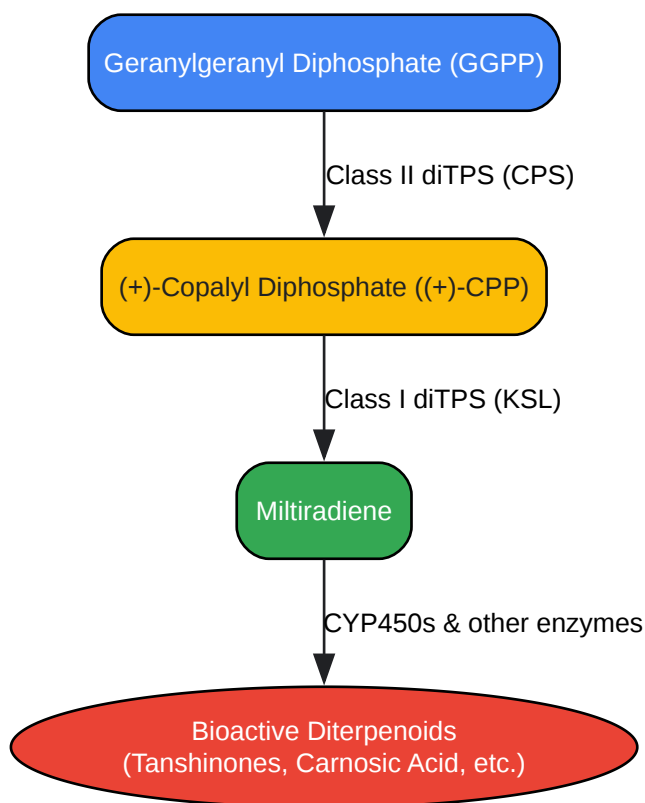 Geranylgeranyl Diphosphate (GGPP)
Class II diTPS (CPS)
(+)-Copalyl Diphosphate ((+)-CPP)
Class I diTPS (KSL)
Miltiradiene
CYP450s & other enzymes
Bioactive Diterpenoids
(Tanshinones, Carnosic Acid, etc.)